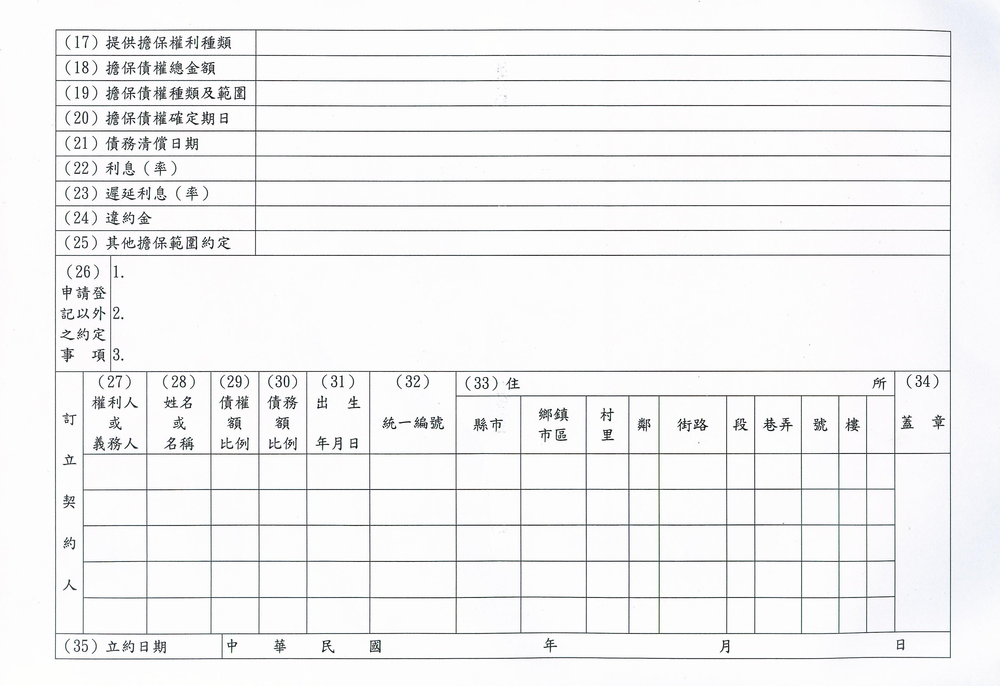 (17)提供擔保權利種類
(18)擔保債權總金額
(19)擔保債權種類及範圍
(20)擔保債權確定期日
(21)債務清償日期
(22)利息(率)
(23)遲延利息(率)
(24)違約金
(25)其他擔保範圍約定
(26)
申請登
記以外
之約定
事 項
1.
2.
3.
訂立契約人
(27)
權利人
或
義務人
(28)
姓名
或
名稱
(29)
債權
額
比例
(30)
債務
額
比例
(31)
出 生
年月日
(32)
統一編號
(33)住 所
縣市
鄉鎮
市區
村
里
鄰
街路
段
巷弄
號
樓
(34)
蓋 章
(35)立約日期
中 華 民 國 年 月 日